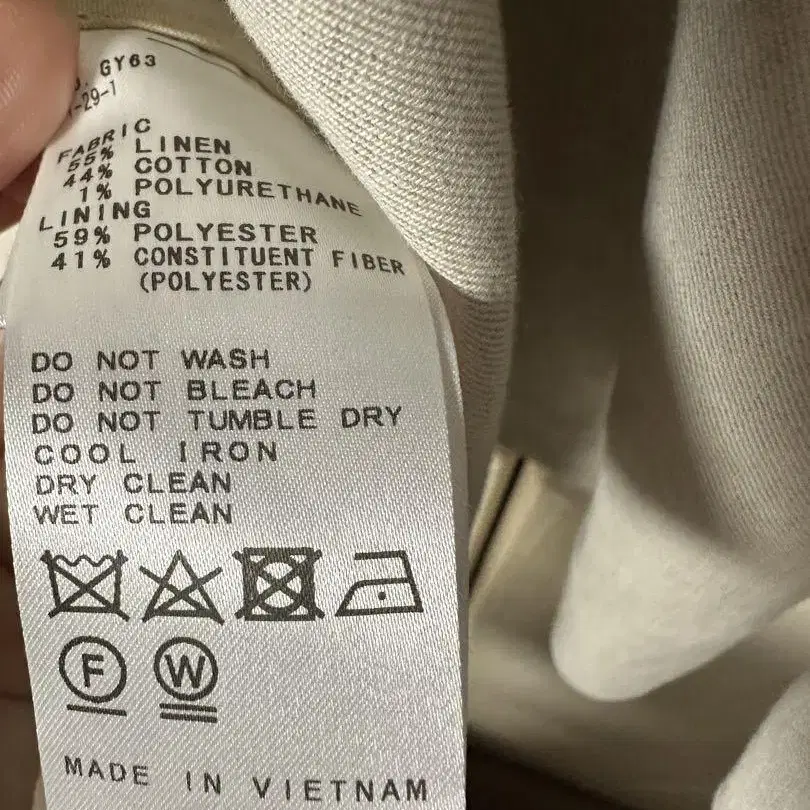 GY63
-29-1
FABRIC
55% LINEN
44% COTTON
1% POLYURETHANE
LINING
59% POLYESTER
41% CONSTITUENT FIBER
(POLYESTER)
DO NOT WASH
DO NOT BLEACH
DO NOT TUMBLE DRY
COOL IRON
DRY CLEAN
WET CLEAN
F W
MADE IN VIETNAM